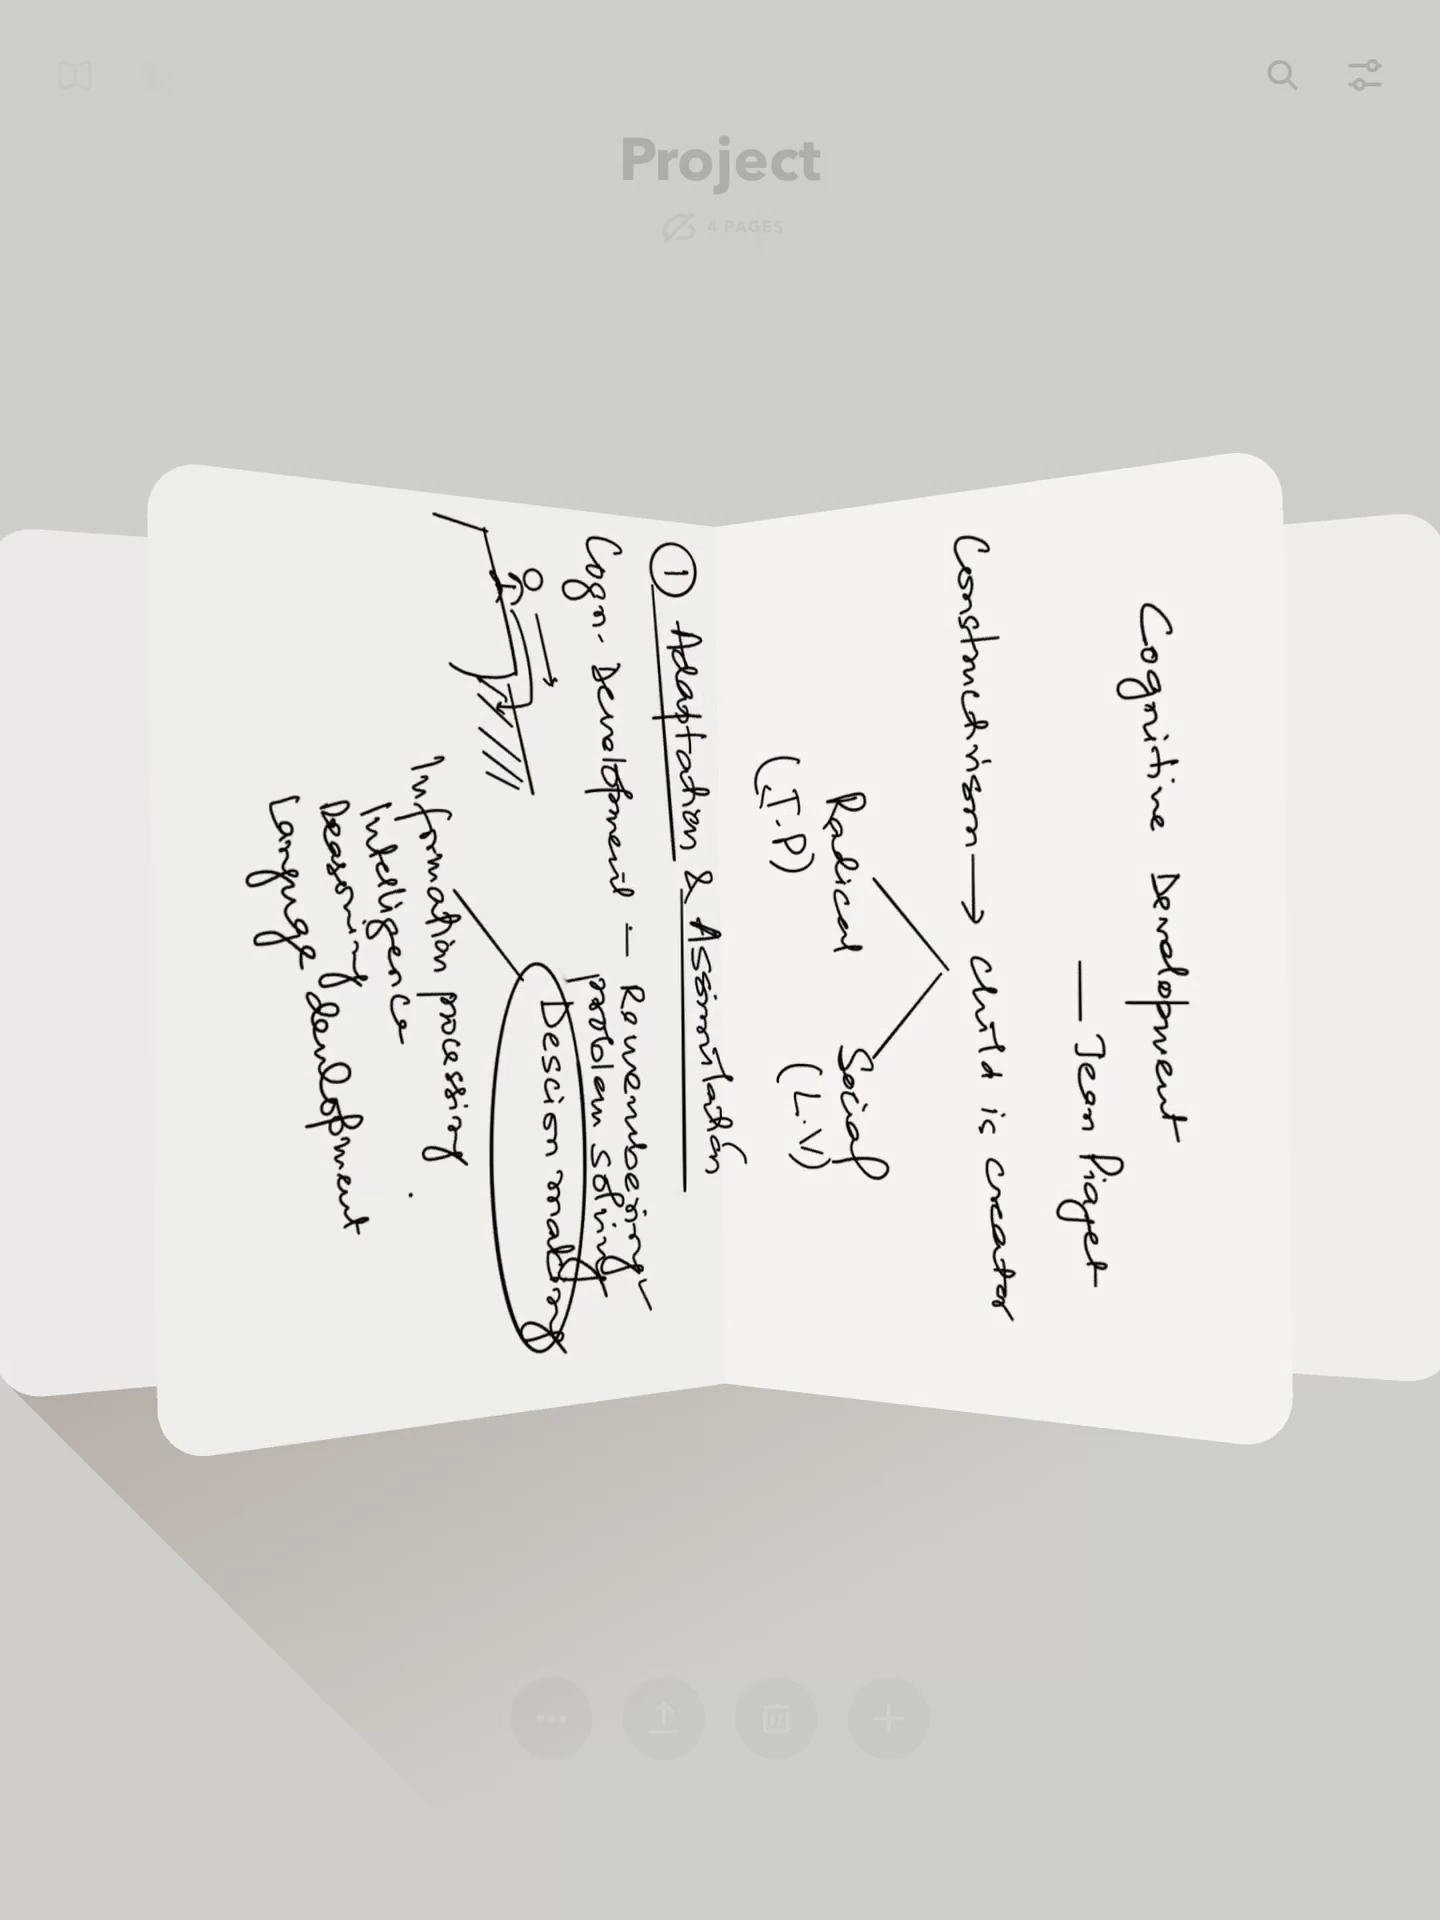 Project
4 PAGES
Cognitive Development
— Jean Piaget
Constructivism → child is creator
Radical Social
(J.P) (L.V)
① Adaptation & Assimilation
Cogn. Development — Remembering
problem solving
Descion making
Information processing
Intelligence
Reasoning
Languge development